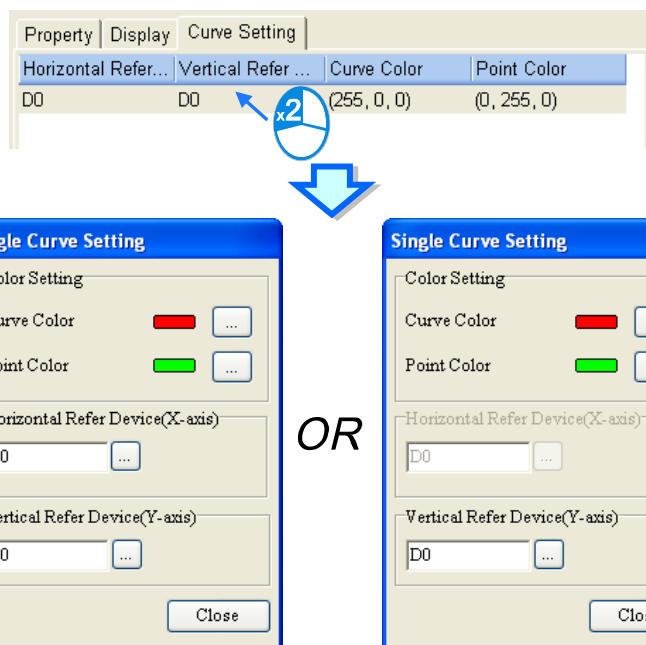 Property Display Curve Setting
Horizontal Refer... Vertical Refer ... Curve Color Point Color
D0 D0 (255, 0, 0) (0, 255, 0)
x2
gle Curve Setting
olor Setting
urve Color ...
oint Color ...
orizontal Refer Device(X-axis)
0 ...
ertical Refer Device(Y-axis)
0 ...
Close
OR
Single Curve Setting
Color Setting
Curve Color
Point Color
Horizontal Refer Device(X-axis)
D0 ...
Vertical Refer Device(Y-axis)
D0 ...
Clo